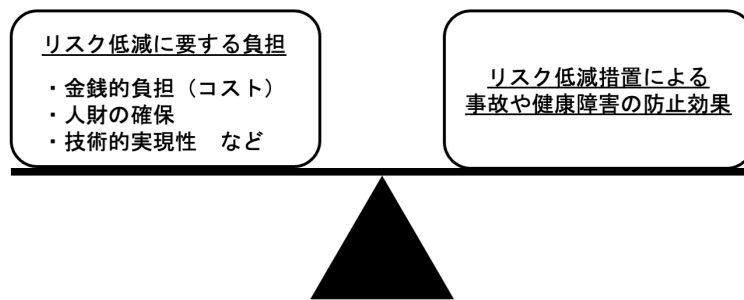 リスク低減に要する負担
・金銭的負担（コスト）
・人財の確保
・技術的実現性　など
リスク低減措置による
事故や健康障害の防止効果